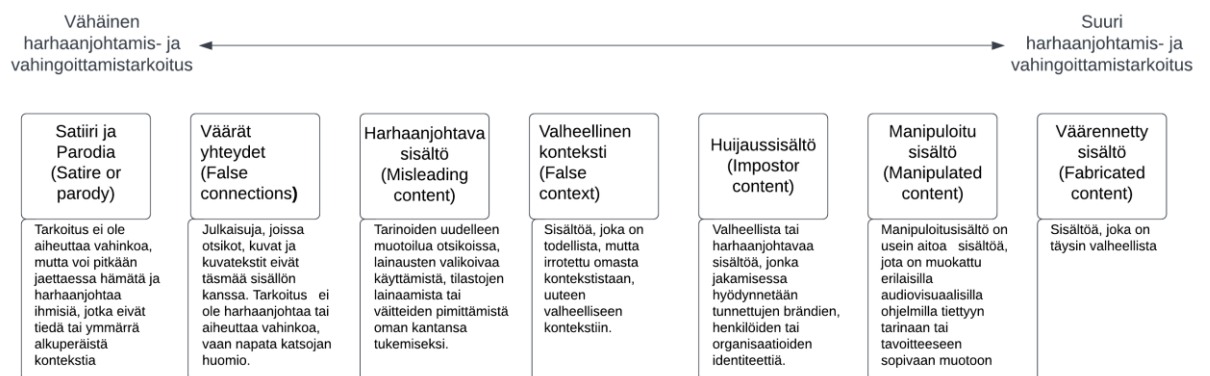 Vähäinen
harhaanjohtamis- ja
vahingoittamistarkoitus
Suuri
harhaanjohtamis- ja
vahingoittamistarkoitus
Satiiri ja
Parodia
(Satire or
parody)
Tarkoitus ei ole
aiheuttaa vahinkoa,
mutta voi pitkään
jaettaessa hämätä ja
harhaanjohtaa
ihmisiä, jotka eivät
tiedä tai ymmärrä
alkuperäistä
kontekstia
Väärät
yhteydet
(False
connections)
Julkaisuja, joissa
otsikot, kuvat ja
kuvatekstit eivät
täsmää sisällön
kanssa. Tarkoitus ei
ole harhaanjohtaa tai
aiheuttaa vahinkoa,
vaan napata katsojan
huomio.
Harhaanjohtava
sisältö
(Misleading
content)
Tarinoiden uudelleen
muotoilua otsikoissa,
lainausten valikoivaa
käyttämistä, tilastojen
lainaamista tai
väitteiden pimittämistä
oman kantansa
tukemiseksi.
Valheellinen
konteksti
(False
context)
Sisältöä, joka on
todellista, mutta
irrotettu omasta
kontekstistaan,
uuteen
valheelliseen
kontekstiin.
Huijaussisältö
(Impostor
content)
Valheellista tai
harhaanjohtavaa
sisältöä, jonka
jakamisessa
hyödynnetään
tunnettujen brändien,
henkilöiden tai
organisaatioiden
identiteettiä.
Manipuloitu
sisältö
(Manipulated
content)
Manipuloitusisältö on
usein aitoa sisältöä,
jota on muokattu
erilaisilla
audiovisuaalisilla
ohjelmilla tiettyyn
tarinaan tai
tavoitteeseen
sopivaan muotoon
Väärennetty
sisältö
(Fabricated
content)
Sisältöä, joka on
täysin valheellista